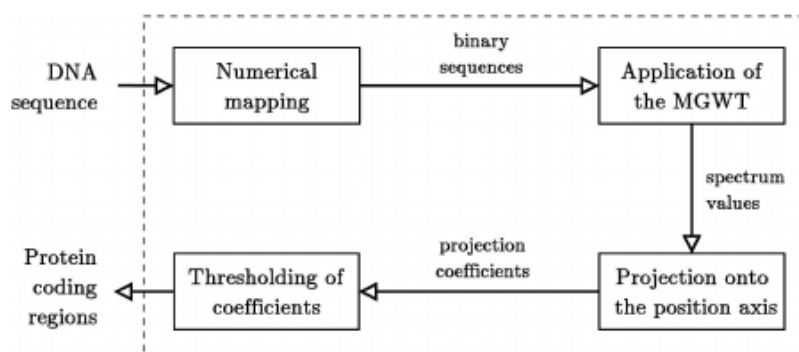 DNA
sequence
Numerical
mapping
binary
sequences
Application of
the MGWT
spectrum
values
Projection onto
the position axis
projection
coefficients
Thresholding of
coefficients
Protein
coding
regions